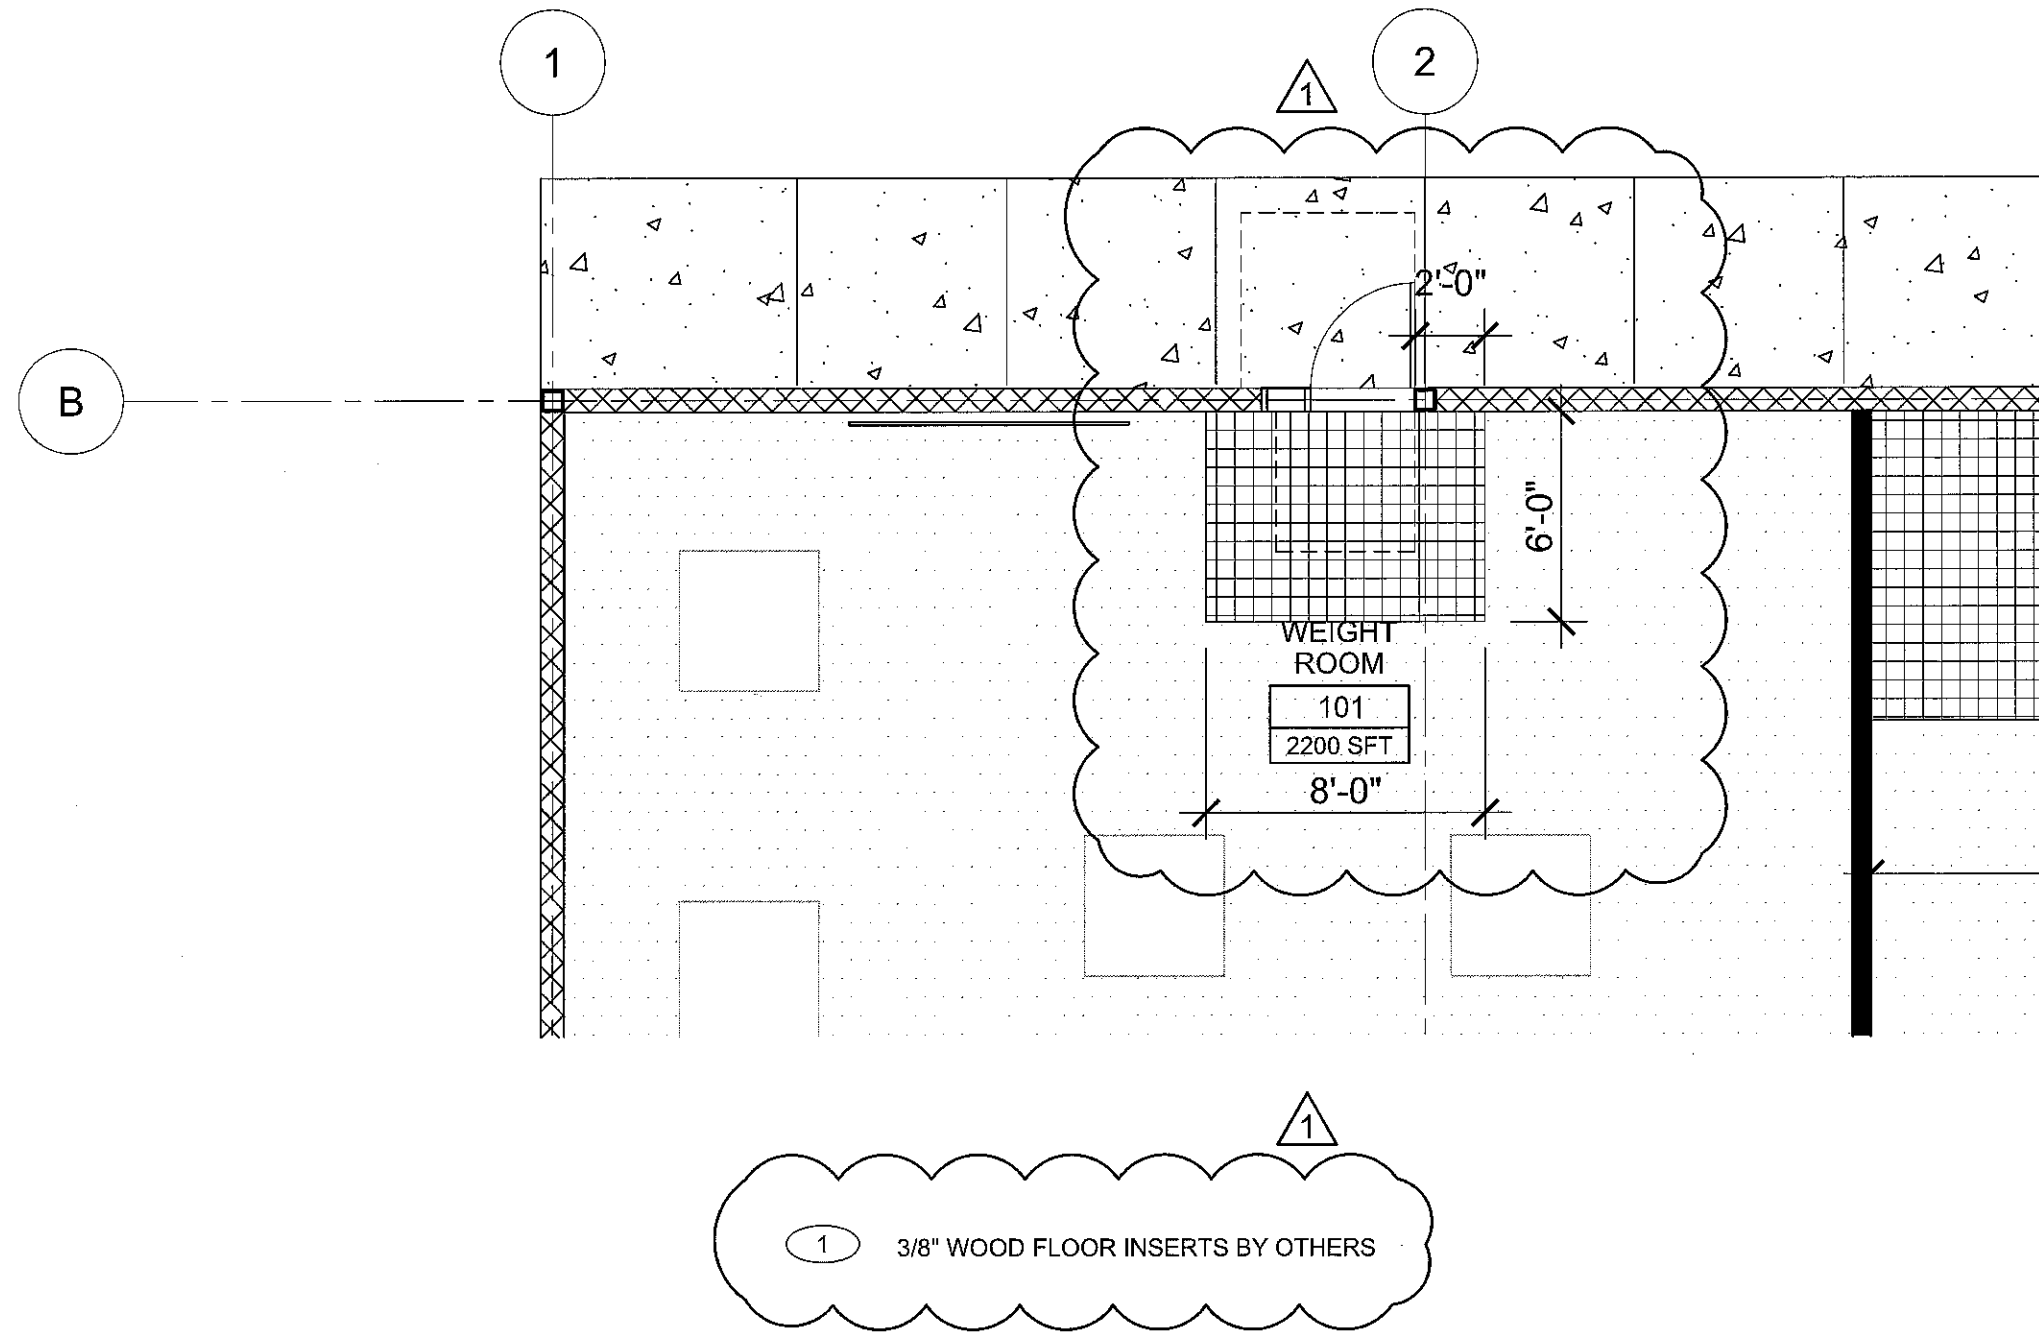 1
2
1
2'-0"
B
6'-0"
WEIGHT
ROOM
101
2200 SFT
8'-0"
1
1 3/8" WOOD FLOOR INSERTS BY OTHERS